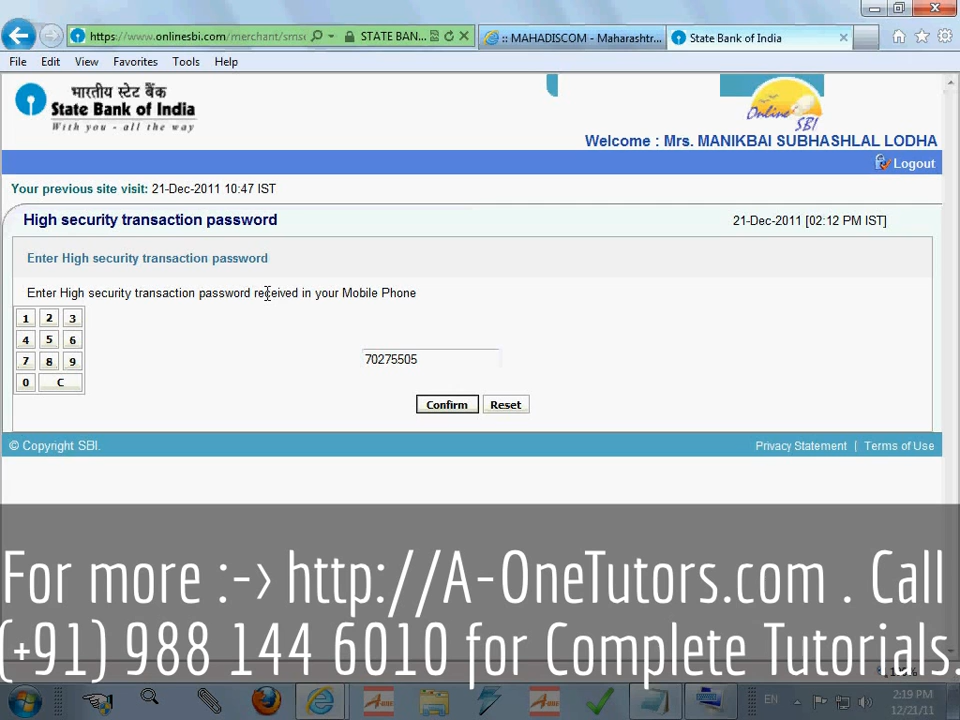 https://www.onlinesbi.com/merchant/smse
STATE BAN...
:: MAHADISCOM - Maharashtr...
State Bank of India
File Edit View Favorites Tools Help
भारतीय स्टेट बैंक
State Bank of India
With you - all the way
Online SBI
Welcome : Mrs. MANIKBAI SUBHASHLAL LODHA
Logout
Your previous site visit: 21-Dec-2011 10:47 IST
High security transaction password
21-Dec-2011 [02:12 PM IST]
Enter High security transaction password
Enter High security transaction password received in your Mobile Phone
1 2 3
4 5 6
7 8 9
0 C
70275505
Confirm Reset
© Copyright SBI.
Privacy Statement | Terms of Use
For more :-> http://A-OneTutors.com . Call
(+91) 988 144 6010 for Complete Tutorials.
EN
2:19 PM
12/21/11